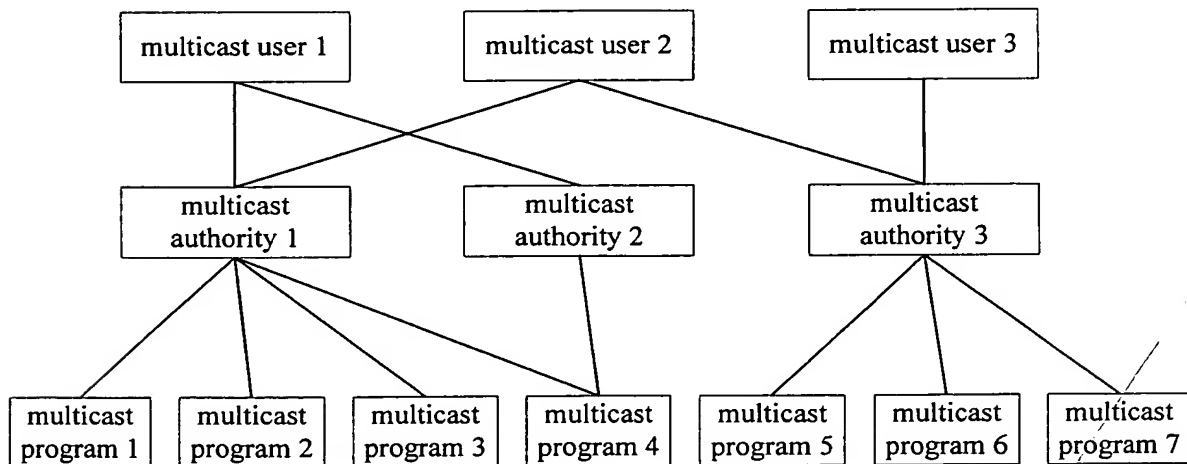 multicast user 1
multicast user 2
multicast user 3
multicast
authority 1
multicast
authority 2
multicast
authority 3
multicast
program 1
multicast
program 2
multicast
program 3
multicast
program 4
multicast
program 5
multicast
program 6
multicast
program 7